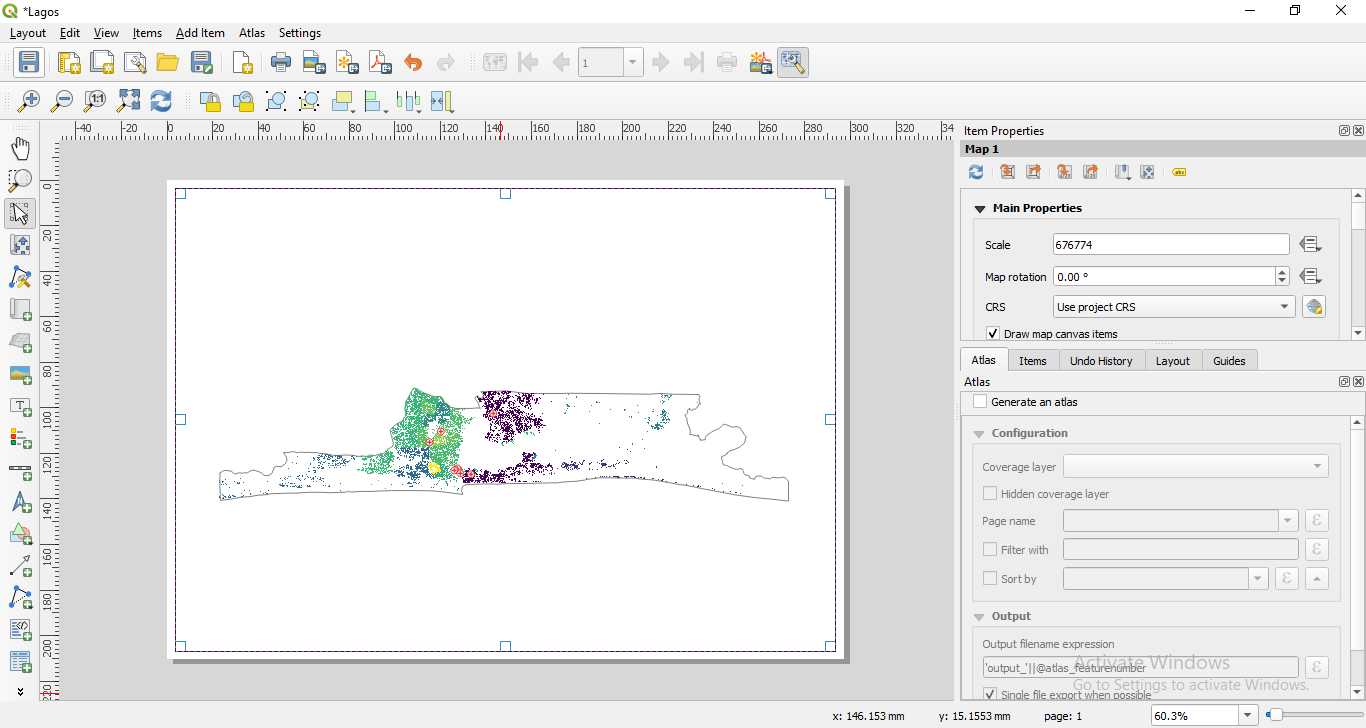 *Lagos
Layout Edit View Items Add Item Atlas Settings
1
-40 -20 0 20 40 60 80 100 120 140 160 180 200 220 240 260 280 300 320 34
0
20
40
60
80
100
120
140
160
180
200
220
Item Properties
Map 1
Main Properties
Scale 676774
Map rotation 0.00 °
CRS Use project CRS
Draw map canvas items
Atlas Items Undo History Layout Guides
Atlas
Generate an atlas
Configuration
Coverage layer
Hidden coverage layer
Page name
Filter with
Sort by
Output
Output filename expression
'output_'||@atlas_featurenumber
Single file export when possible
Activate Windows
Go to Settings to activate Windows.
x: 146.153 mm y: 15.1553 mm page: 1 60.3%